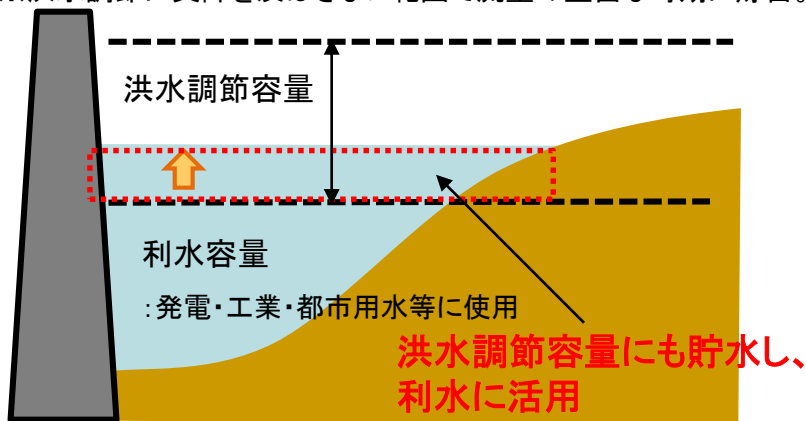 洪水調節容量
利水容量
:発電・工業・都市用水等に使用
洪水調節容量にも貯水し、
利水に活用